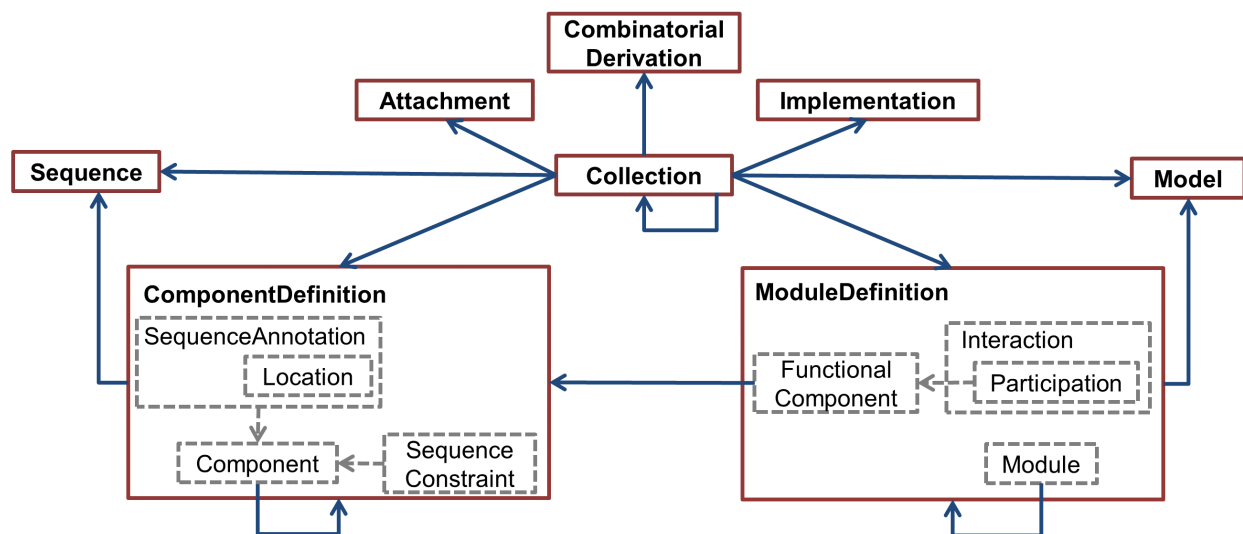 Combinatorial
Derivation
Attachment
Implementation
Sequence
Collection
Model
ComponentDefinition
SequenceAnnotation
Location
Component
Sequence
Constraint
ModuleDefinition
Interaction
Functional
Component
Participation
Module